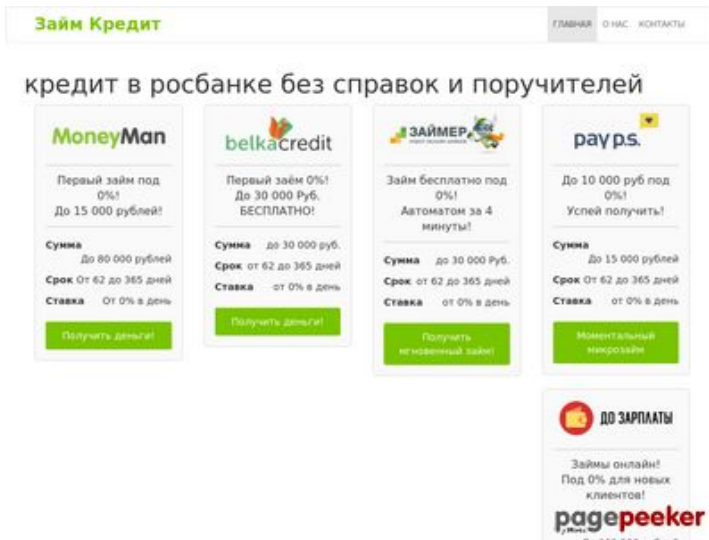 Займ Кредит
ГЛАВНАЯ О НАС КОНТАКТЫ
кредит в росбанке без справок и поручителей
MoneyMan
Первый займ под
0%!
До 15 000 рублей!
Сумма
До 80 000 рублей
Срок От 62 до 365 дней
Ставка От 0% в день
Получить деньги!
belkacredit
Первый заём 0%!
До 30 000 Руб.
БЕСПЛАТНО!
Сумма до 30 000 руб.
Срок от 62 до 365 дней
Ставка от 0% в день
Получить деньги!
ЗАЙМЕР
Займ бесплатно под
0%!
Автоматом за 4
минуты!
Сумма до 30 000 Руб.
Срок от 62 до 365 дней
Ставка от 0% в день
Получить
мгновенный займ!
pay p.s.
До 10 000 руб под
0%!
Успей получить!
Сумма
До 15 000 рублей
Срок От 62 до 365 дней
Ставка От 0% в день
Моментальный
микрозайм
ДО ЗАРПЛАТЫ
Займы онлайн!
Под 0% для новых
клиентов!
pagepeeker